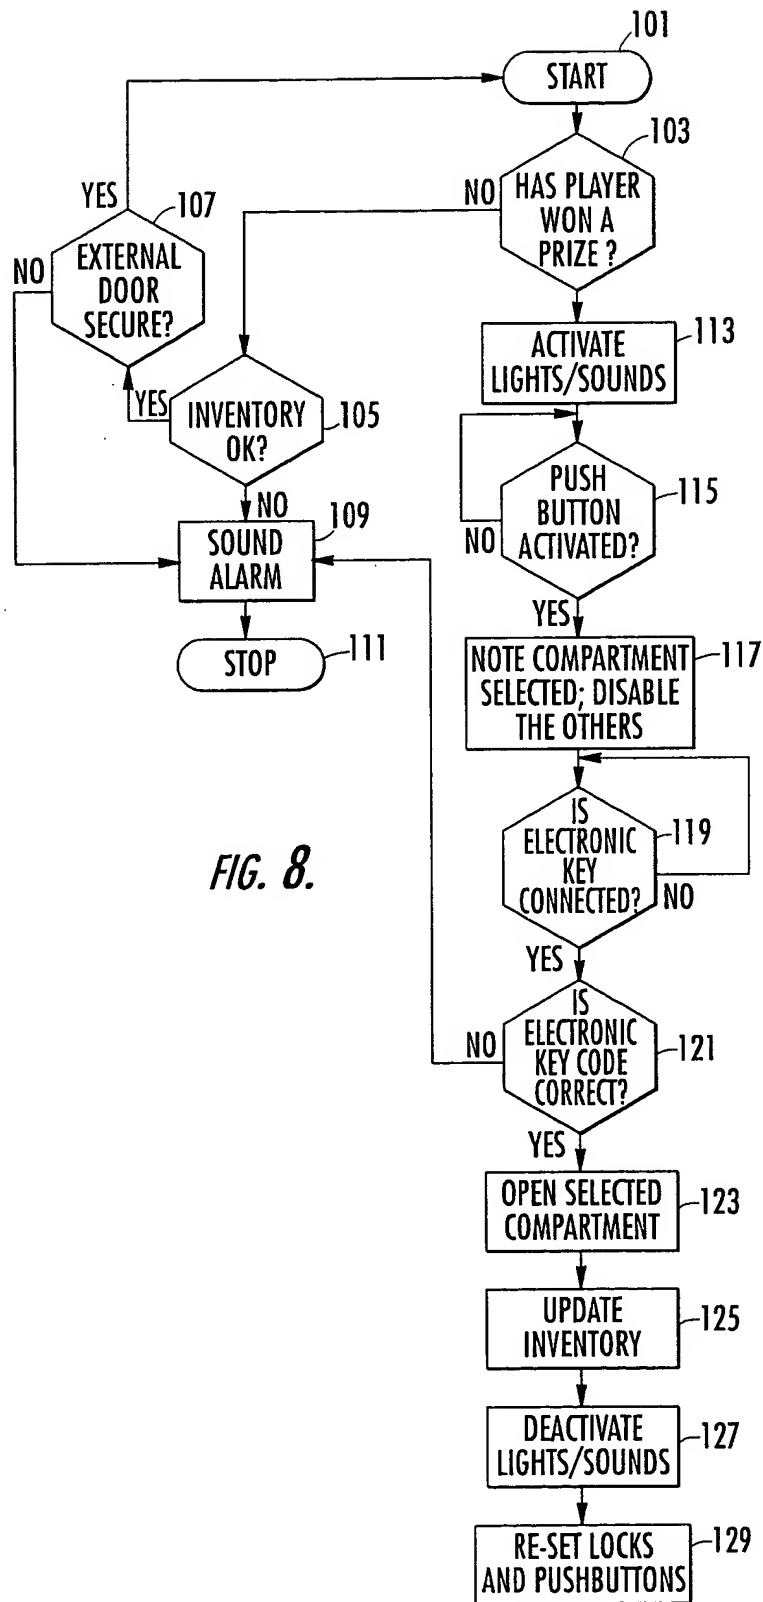 101
START
103
HAS PLAYER
WON A
PRIZE ?
NO
YES
107
EXTERNAL
DOOR
SECURE?
NO
113
ACTIVATE
LIGHTS/SOUNDS
YES
INVENTORY
OK?
105
PUSH
BUTTON
ACTIVATED?
115
NO
NO
109
SOUND
ALARM
YES
STOP
111
NOTE COMPARTMENT
SELECTED; DISABLE
THE OTHERS
117
IS
ELECTRONIC
KEY
CONNECTED?
119
NO
FIG. 8.
YES
IS
ELECTRONIC
KEY CODE
CORRECT?
121
NO
YES
OPEN SELECTED
COMPARTMENT
123
UPDATE
INVENTORY
125
DEACTIVATE
LIGHTS/SOUNDS
127
RE-SET LOCKS
AND PUSHBUTTONS
129